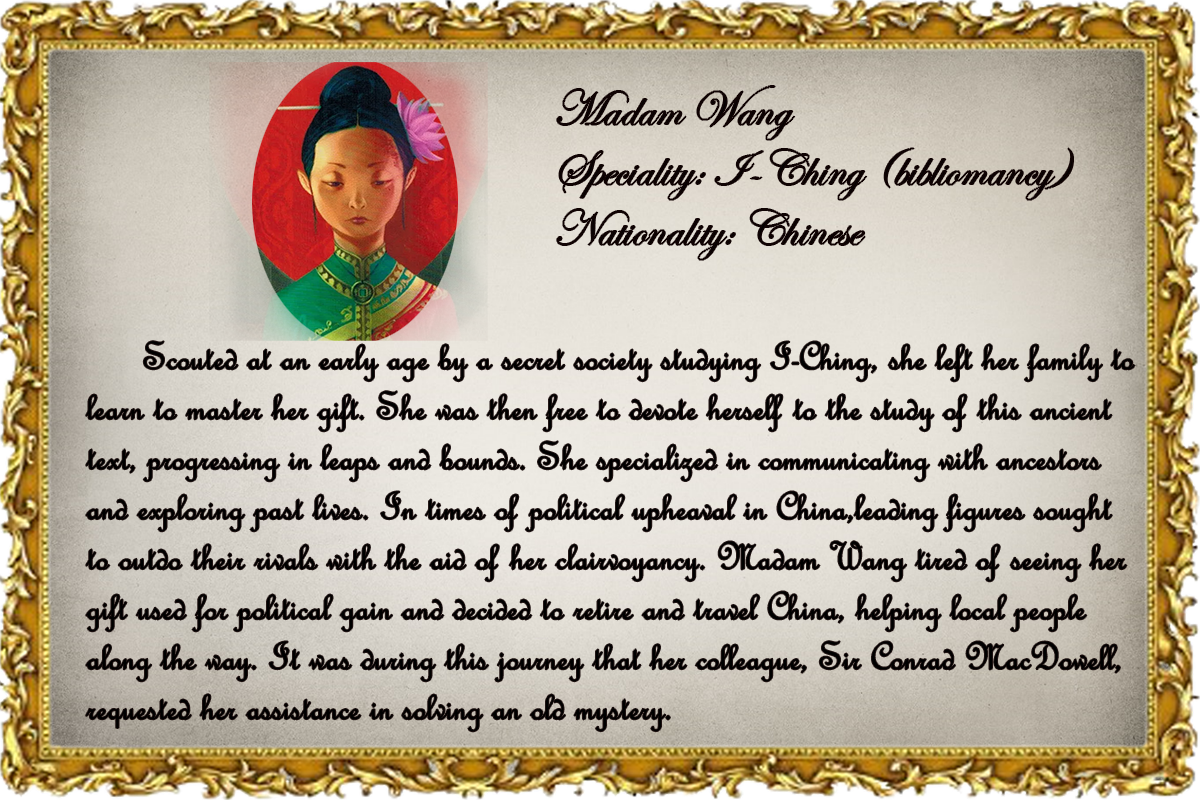 Madam Wang
Speciality: I-Ching (bibliomancy)
Nationality: Chinese
Scouted at an early age by a secret society studying I-Ching, she left her family to
learn to master her gift. She was then free to devote herself to the study of this ancient
text, progressing in leaps and bounds. She specialized in communicating with ancestors
and exploring past lives. In times of political upheaval in China,leading figures sought
to outdo their rivals with the aid of her clairvoyancy. Madam Wang tired of seeing her
gift used for political gain and decided to retire and travel China, helping local people
along the way. It was during this journey that her colleague, Sir Conrad MacDowell,
requested her assistance in solving an old mystery.